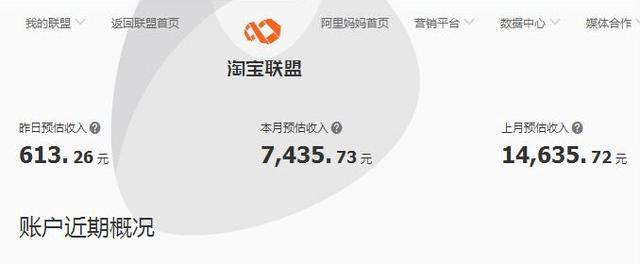 我的联盟 返回联盟首页 阿里妈妈首页 营销平台 数据中心 媒体合作
淘宝联盟
昨日预估收入 ? 本月预估收入 ? 上月预估收入 ?
613.26 元 7,435.73 元 14,635.72 元
账户近期概况